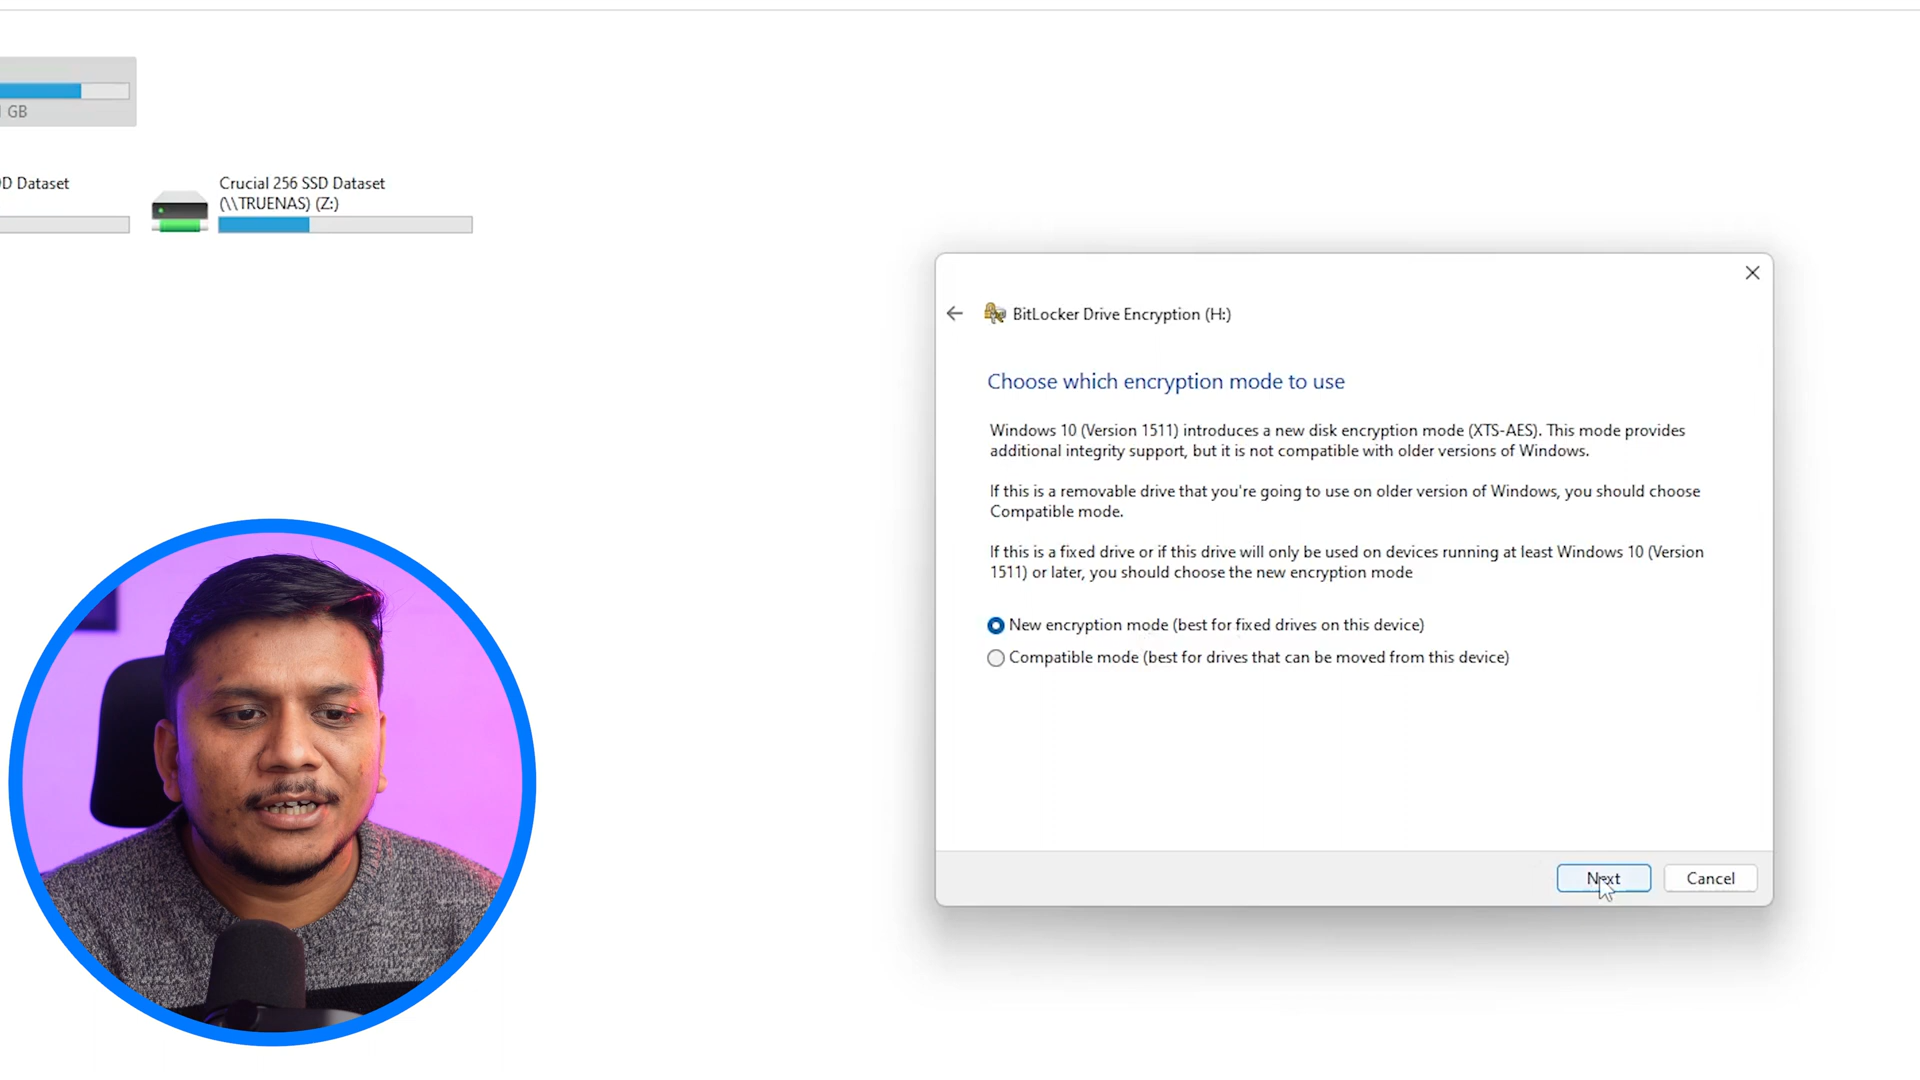 GB
D Dataset
Crucial 256 SSD Dataset
(\\TRUENAS) (Z:)
BitLocker Drive Encryption (H:)
Choose which encryption mode to use
Windows 10 (Version 1511) introduces a new disk encryption mode (XTS-AES). This mode provides
additional integrity support, but it is not compatible with older versions of Windows.
If this is a removable drive that you're going to use on older version of Windows, you should choose
Compatible mode.
If this is a fixed drive or if this drive will only be used on devices running at least Windows 10 (Version
1511) or later, you should choose the new encryption mode
New encryption mode (best for fixed drives on this device)
Compatible mode (best for drives that can be moved from this device)
Next
Cancel